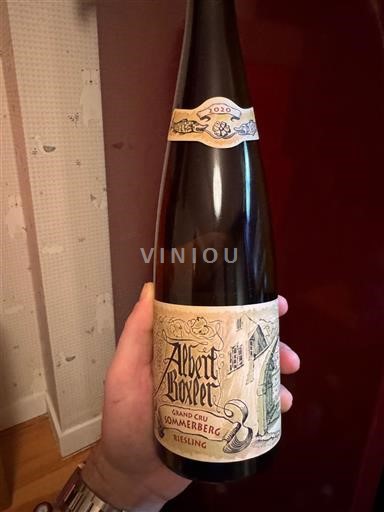 2020
VINIOU
Albert
Boxler
GRAND CRU
SOMMERBERG
RIESLING